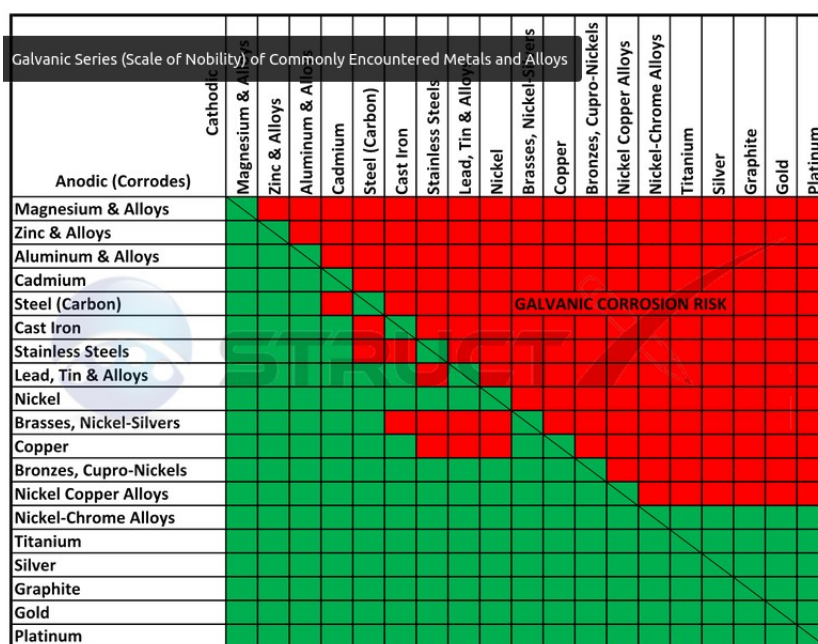 Galvanic Series (Scale of Nobility) of Commonly Encountered Metals and Alloys
Cathodic
Magnesium & Alloys
Zinc & Alloys
Aluminum & Alloys
Cadmium
Steel (Carbon)
Cast Iron
Stainless Steels
Lead, Tin & Alloys
Nickel
Brasses, Nickel-Silvers
Copper
Bronzes, Cupro-Nickels
Nickel Copper Alloys
Nickel-Chrome Alloys
Titanium
Silver
Graphite
Gold
Platinum
Anodic (Corrodes)
Magnesium & Alloys
Zinc & Alloys
Aluminum & Alloys
Cadmium
Steel (Carbon)
GALVANIC CORROSION RISK
Cast Iron
Stainless Steels
STRUCT
Lead, Tin & Alloys
Nickel
Brasses, Nickel-Silvers
Copper
Bronzes, Cupro-Nickels
Nickel Copper Alloys
Nickel-Chrome Alloys
Titanium
Silver
Graphite
Gold
Platinum